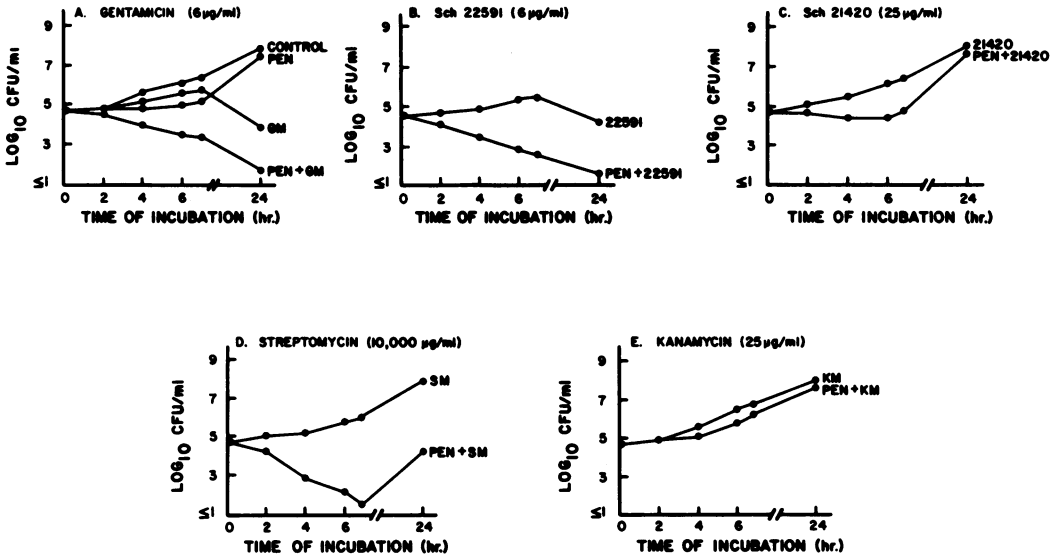 A. GENTAMICIN (6μg/ml)
LOG10 CFU/ml
9
7
5
3
≤1
CONTROL
PEN
GM
PEN+GM
0 2 4 6 24
TIME OF INCUBATION (hr.)
B. Sch 22591 (6μg/ml)
LOG10 CFU/ml
9
7
5
3
≤1
22591
PEN+22591
0 2 4 6 24
TIME OF INCUBATION (hr.)
C. Sch 21420 (25μg/ml)
LOG10 CFU/ml
9
7
5
3
≤1
21420
PEN+21420
0 2 4 6 24
TIME OF INCUBATION (hr.)
D. STREPTOMYCIN (10,000 μg/ml)
LOG10 CFU/ml
9
7
5
3
≤1
SM
PEN+SM
0 2 4 6 24
TIME OF INCUBATION (hr.)
E. KANAMYCIN (25μg/ml)
LOG10 CFU/ml
9
7
5
3
≤1
KM
PEN+KM
0 2 4 6 24
TIME OF INCUBATION (hr.)